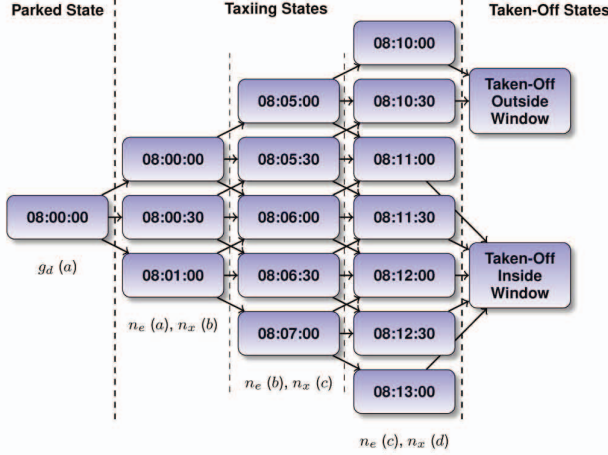 Parked State
Taxiing States
Taken-Off States
08:00:00
g_d (a)
08:00:00
08:00:30
08:01:00
n_e (a), n_x (b)
08:05:00
08:05:30
08:06:00
08:06:30
08:07:00
n_e (b), n_x (c)
08:10:00
08:10:30
08:11:00
08:11:30
08:12:00
08:12:30
08:13:00
n_e (c), n_x (d)
Taken-Off
Outside
Window
Taken-Off
Inside
Window